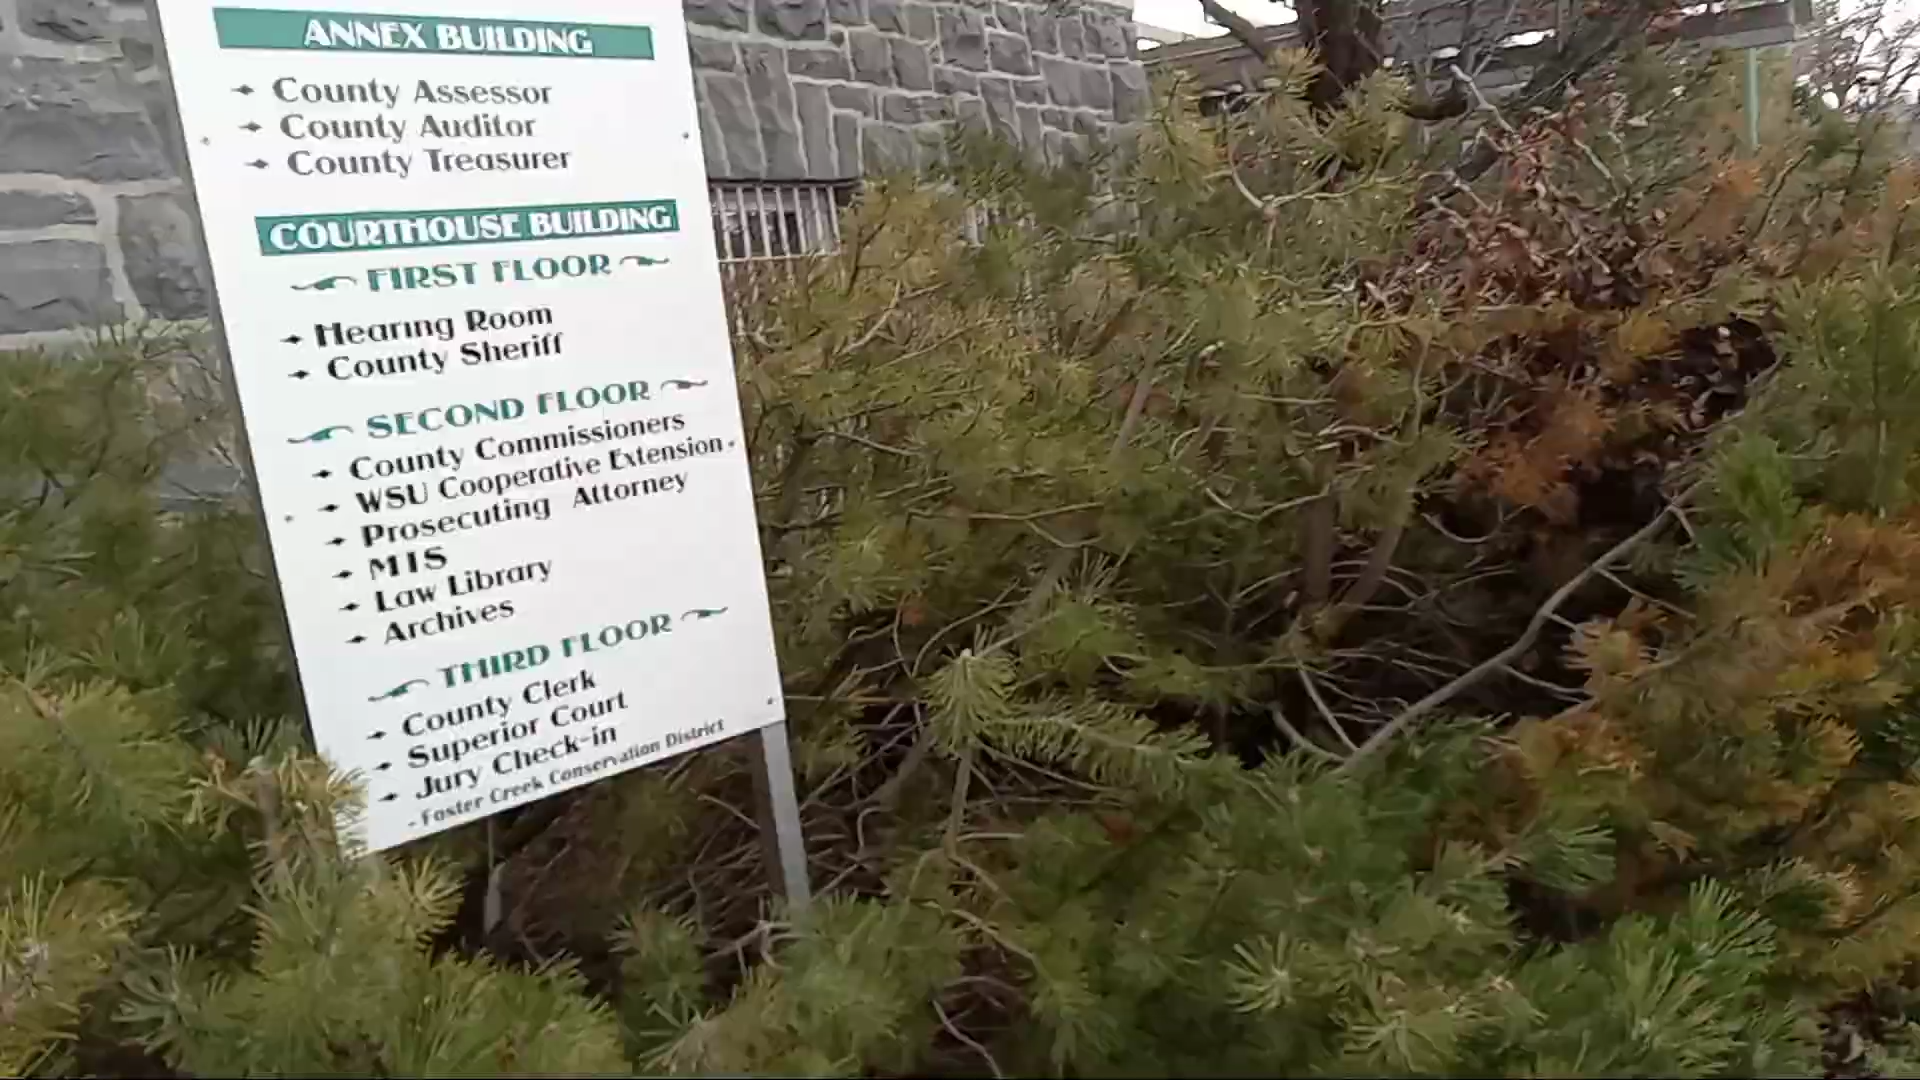 ANNEX BUILDING
County Assessor
County Auditor
County Treasurer
COURTHOUSE BUILDING
FIRST FLOOR
Hearing Room
County Sheriff
SECOND FLOOR
County Commissioners
WSU Cooperative Extension
Prosecuting Attorney
MIS
Law Library
Archives
THIRD FLOOR
County Clerk
Superior Court
Jury Check-in
- Foster Creek Conservation District